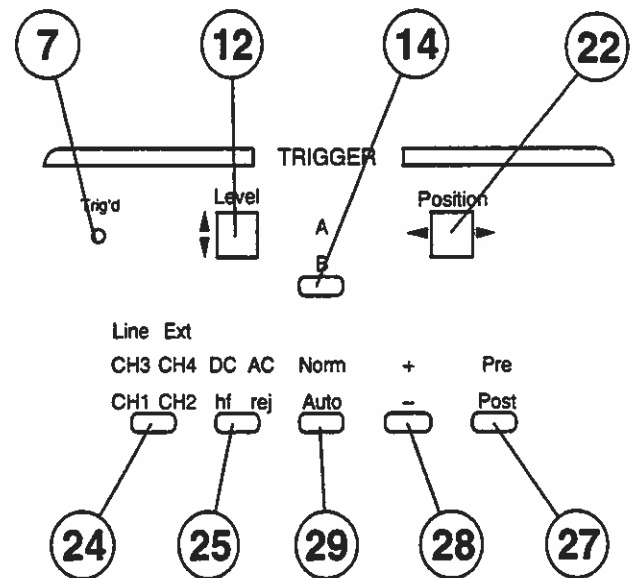 7 12 14 22
TRIGGER
Trig'd Level Position
A
B
Line Ext
CH3 CH4 DC AC Norm + Pre
CH1 CH2 hf rej Auto – Post
24 25 29 28 27